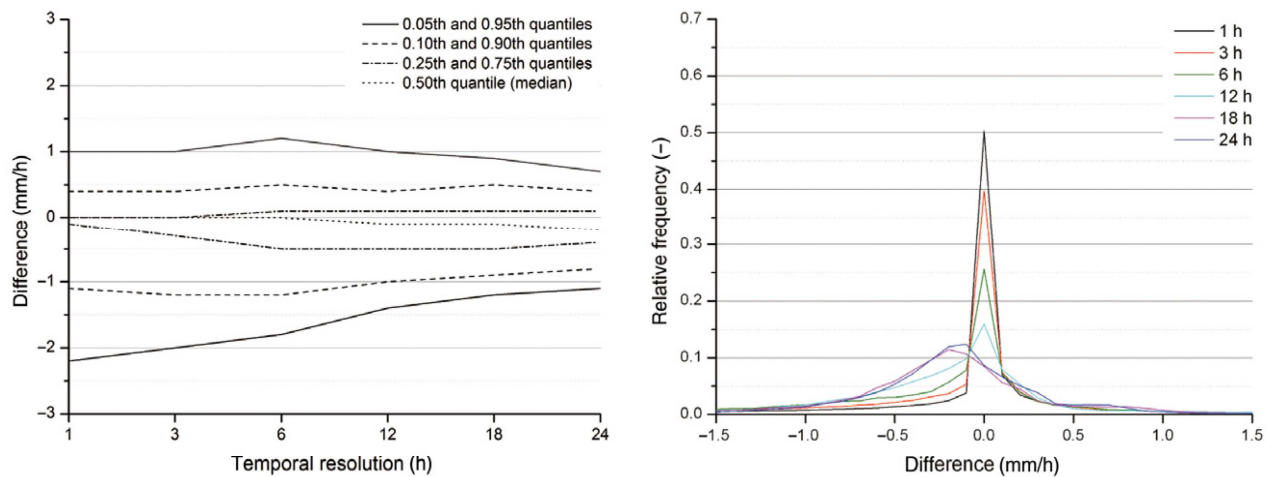 3
2
1
0
−1
−2
−3
Difference (mm/h)
0.05th and 0.95th quantiles
0.10th and 0.90th quantiles
0.25th and 0.75th quantiles
0.50th quantile (median)
1 3 6 12 18 24
Temporal resolution (h)
0.7
0.6
0.5
0.4
0.3
0.2
0.1
0.0
Relative frequency (−)
1 h
3 h
6 h
12 h
18 h
24 h
−1.5 −1.0 −0.5 0.0 0.5 1.0 1.5
Difference (mm/h)